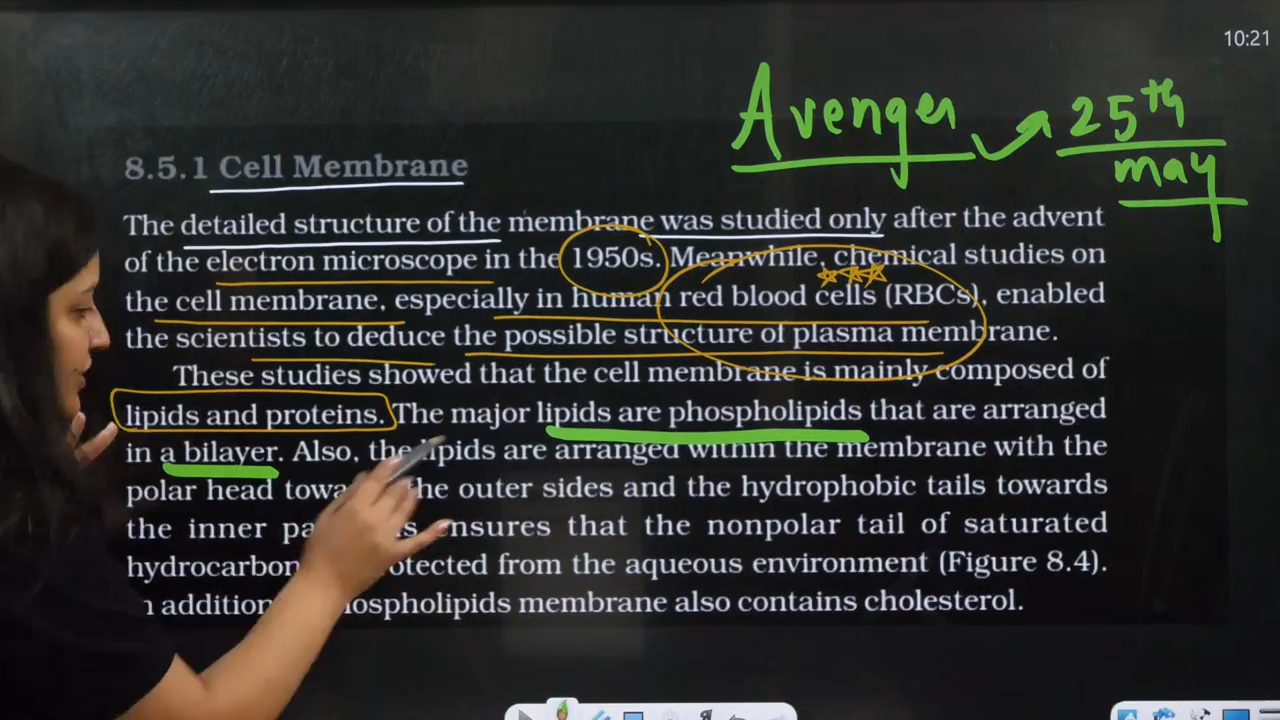 10:21
Avenger 25th
may
8.5.1 Cell Membrane
The detailed structure of the membrane was studied only after the advent
of the electron microscope in the 1950s. Meanwhile, chemical studies on
the cell membrane, especially in human red blood cells (RBCs), enabled
the scientists to deduce the possible structure of plasma membrane.
These studies showed that the cell membrane is mainly composed of
lipids and proteins. The major lipids are phospholipids that are arranged
in a bilayer. Also, the lipids are arranged within the membrane with the
polar head the outer sides and the hydrophobic tails towards
the inner ensures that the nonpolar tail of saturated
hydrocarbon from the aqueous environment (Figure 8.4).
addition membrane also contains cholesterol.